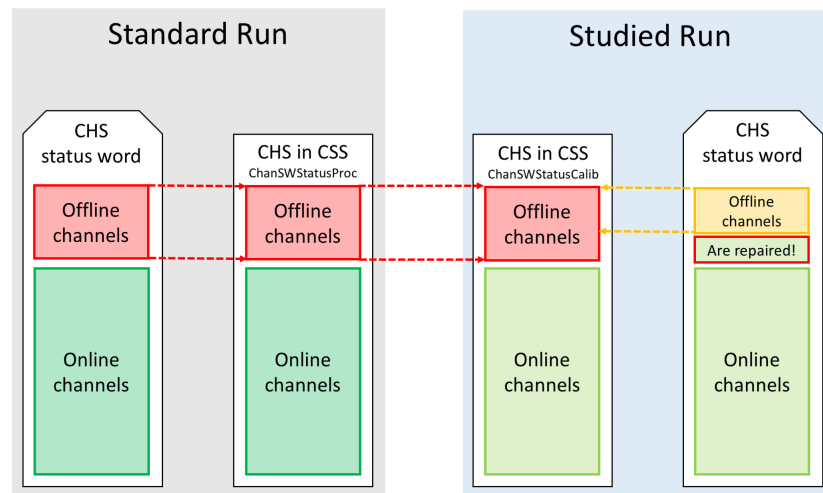 Standard Run
CHS
status word
Offline
channels
Online
channels
CHS in CSS
ChanSWStatusProc
Offline
channels
Online
channels
Studied Run
CHS in CSS
ChanSWStatusCalib
Offline
channels
Online
channels
CHS
status word
Offline
channels
Are repaired!
Online
channels